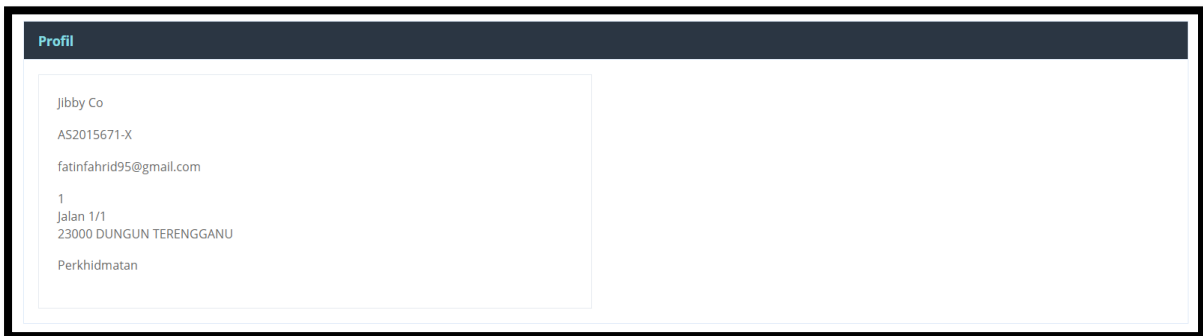 Profil
Jibby Co
AS2015671-X
fatinfahrid95@gmail.com
1
Jalan 1/1
23000 DUNGUN TERENGGANU
Perkhidmatan